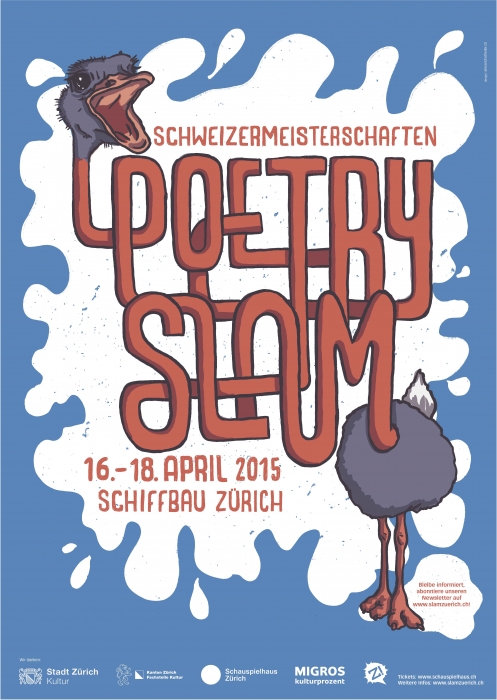 SCHWEIZERMEISTERSCHAFTEN
POETRY
SLAM
16.–18. APRIL 2015
SCHIFFBAU ZÜRICH
Bleibe informiert,
abonniere unseren
Newsletter auf
www.slamzuerich.ch!
Wir danken:
Stadt Zürich
Kultur
Kanton Zürich
Fachstelle Kultur
Schauspielhaus
Zürich
MIGROS
kulturprozent
Tickets: www.schauspielhaus.ch
Weitere Infos: www.slamzuerich.ch